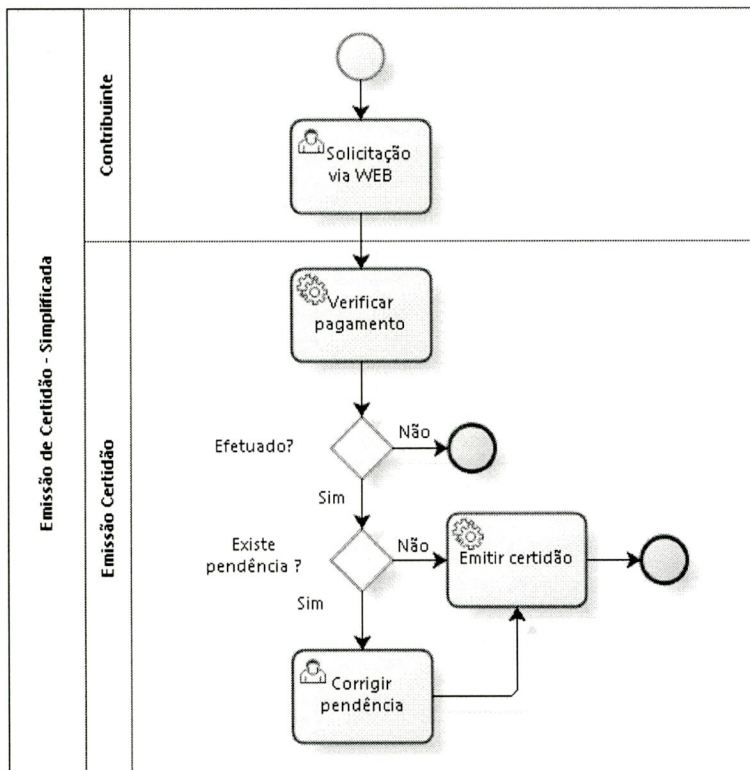 Emissão de Certidão - Simplificada
Contribuinte
Solicitação
via WEB
Emissão Certidão
Verificar
pagamento
Efetuado?
Não
Sim
Existe
pendência ?
Não
Emitir certidão
Sim
Corrigir
pendência